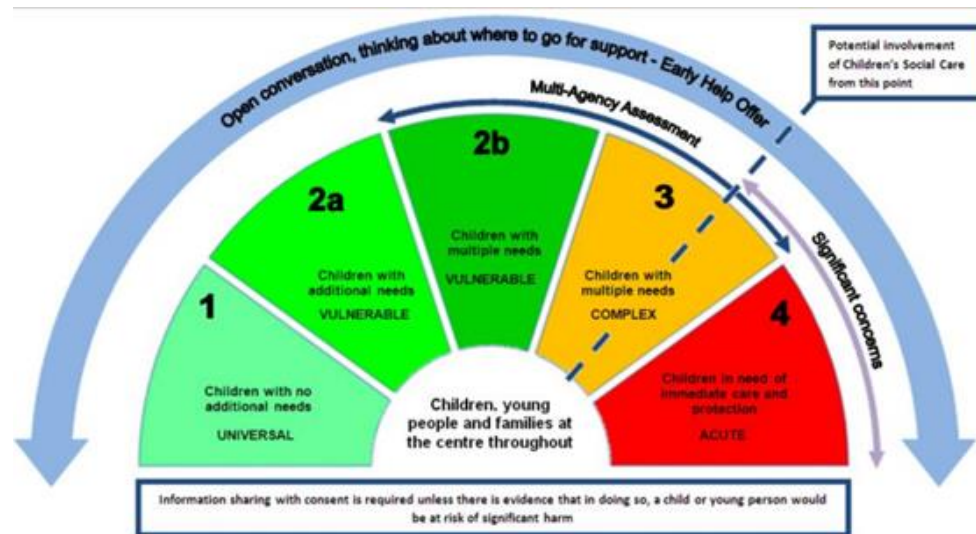 Open conversation, thinking about where to go for support - Early Help Offer
Potential involvement
of Children's Social Care
from this point
Multi-Agency Assessment
Significant concerns
1
Children with no
additional needs
UNIVERSAL
2a
Children with
additional needs
VULNERABLE
2b
Children with
multiple needs
VULNERABLE
3
Children with
multiple needs
COMPLEX
4
Children in need of
immediate care and
protection
ACUTE
Children, young
people and families at
the centre throughout
Information sharing with consent is required unless there is evidence that in doing so, a child or young person would
be at risk of significant harm